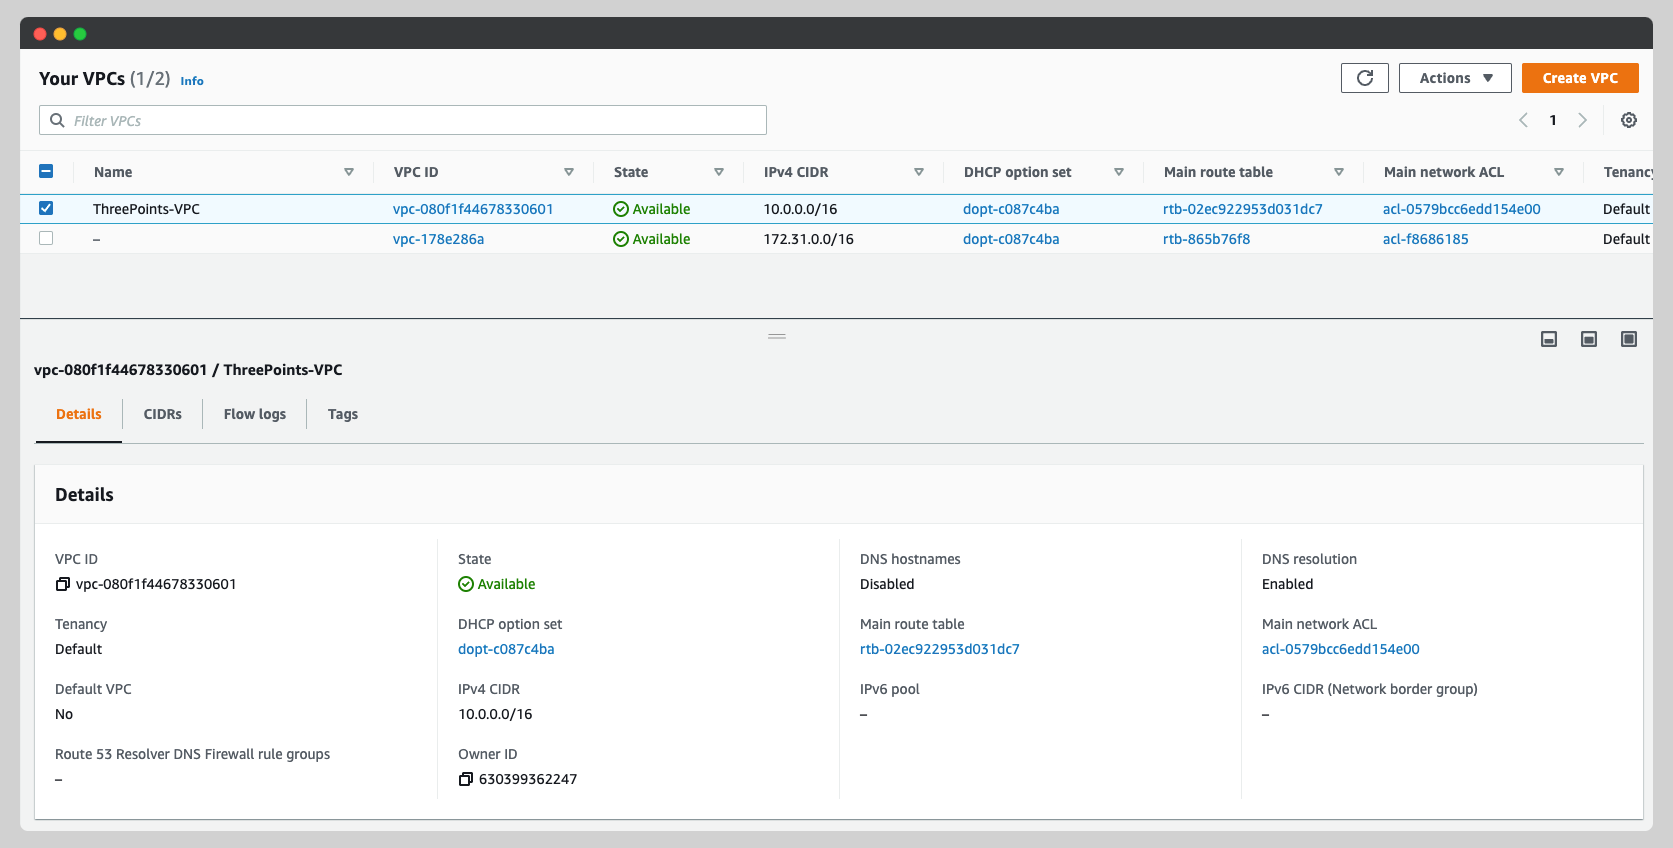 Your VPCs (1/2) Info
Actions
Create VPC
Filter VPCs
1
Name VPC ID State IPv4 CIDR DHCP option set Main route table Main network ACL Tenancy
ThreePoints-VPC vpc-080f1f44678330601 Available 10.0.0.0/16 dopt-c087c4ba rtb-02ec922953d031dc7 acl-0579bcc6edd154e00 Default
– vpc-178e286a Available 172.31.0.0/16 dopt-c087c4ba rtb-865b76f8 acl-f8686185 Default
vpc-080f1f44678330601 / ThreePoints-VPC
Details CIDRs Flow logs Tags
Details
VPC ID State DNS hostnames DNS resolution
vpc-080f1f44678330601 Available Disabled Enabled
Tenancy DHCP option set Main route table Main network ACL
Default dopt-c087c4ba rtb-02ec922953d031dc7 acl-0579bcc6edd154e00
Default VPC IPv4 CIDR IPv6 pool IPv6 CIDR (Network border group)
No 10.0.0.0/16 – –
Route 53 Resolver DNS Firewall rule groups Owner ID
– 630399362247